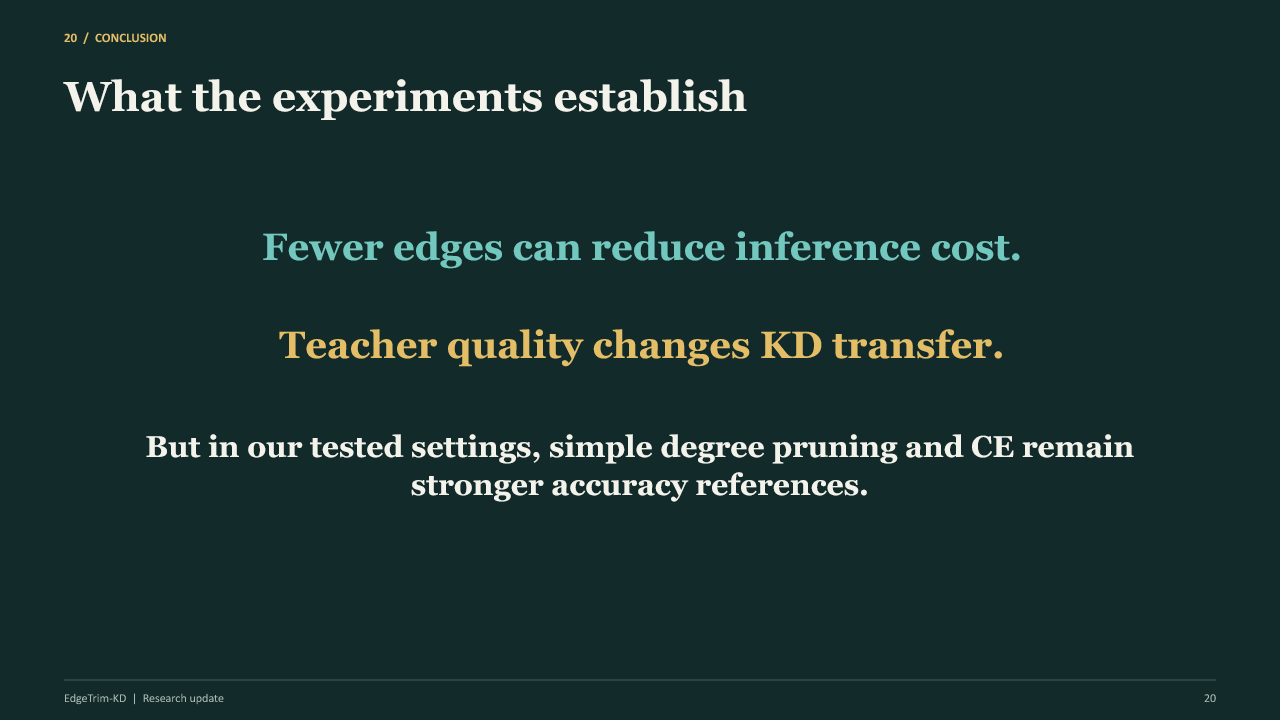 20 / CONCLUSION
What the experiments establish
Fewer edges can reduce inference cost.
Teacher quality changes KD transfer.
But in our tested settings, simple degree pruning and CE remain
stronger accuracy references.
EdgeTrim-KD | Research update
20